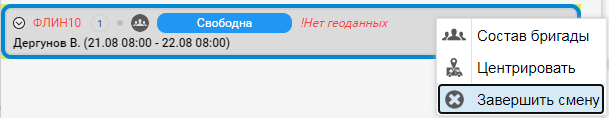 ФЛИН10 1 Свободна !Нет геоданных
Дергунов В. (21.08 08:00 - 22.08 08:00)
Состав бригады
Центрировать
Завершить смену